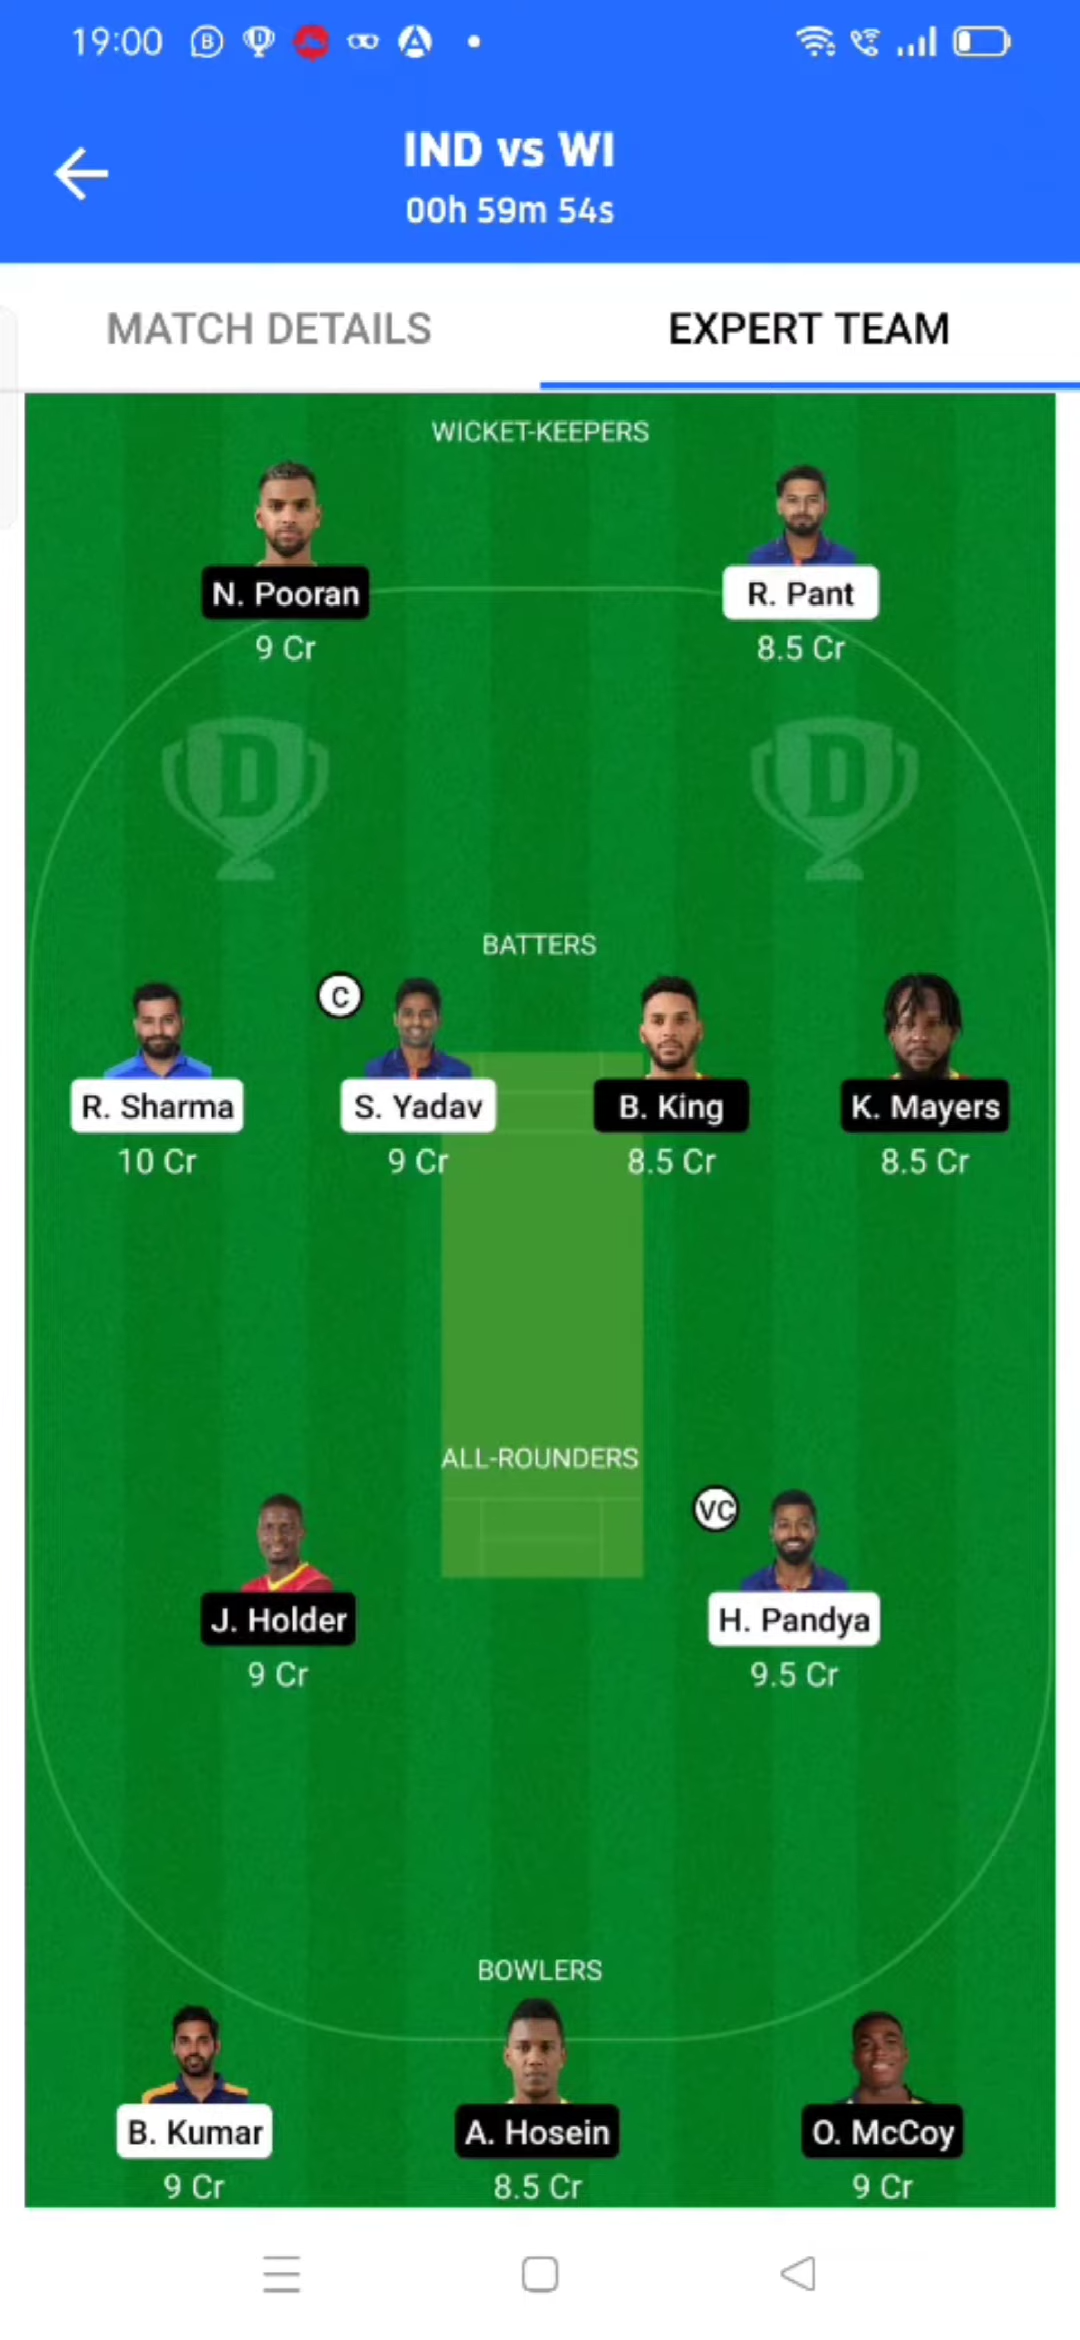 19:00
IND vs WI
00h 59m 54s
MATCH DETAILS EXPERT TEAM
WICKET-KEEPERS
N. Pooran R. Pant
9 Cr 8.5 Cr
D D
BATTERS
C
R. Sharma S. Yadav B. King K. Mayers
10 Cr 9 Cr 8.5 Cr 8.5 Cr
ALL-ROUNDERS
VC
J. Holder H. Pandya
9 Cr 9.5 Cr
BOWLERS
B. Kumar A. Hosein O. McCoy
9 Cr 8.5 Cr 9 Cr